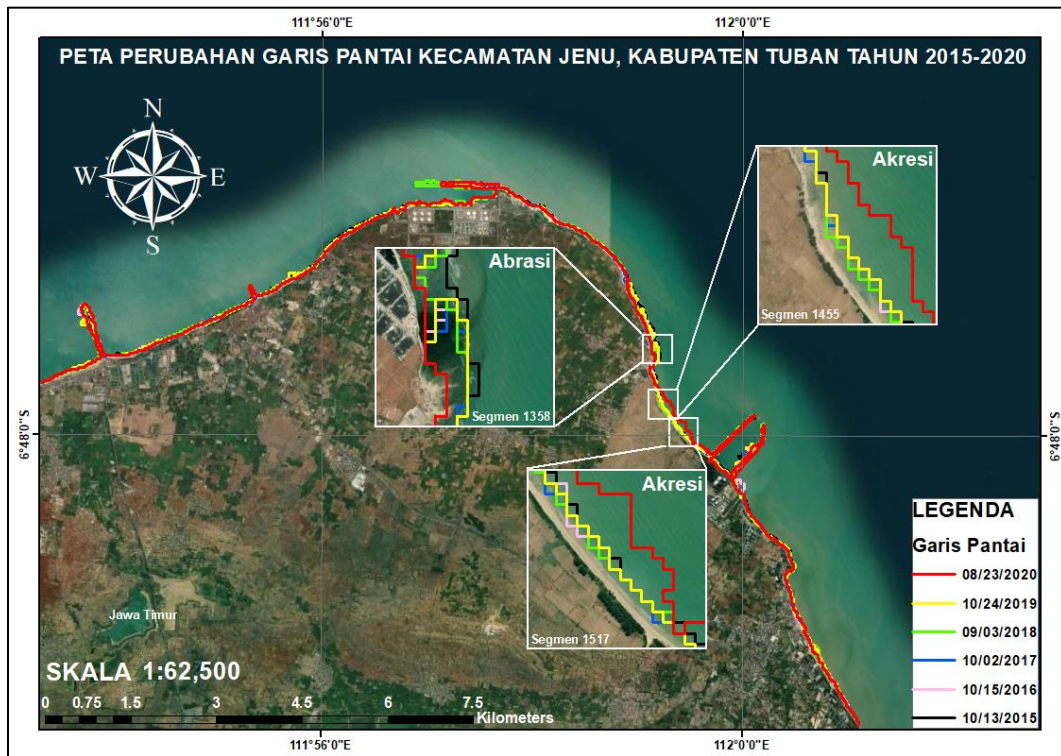 111°56'0"E
112°0'0"E
PETA PERUBAHAN GARIS PANTAI KECAMATAN JENU, KABUPATEN TUBAN TAHUN 2015-2020
N
W
E
S
Akresi
Segmen 1455
Abrasi
Segmen 1358
6°48'0"S
6°48'0"S
Akresi
Segmen 1517
Jawa Timur
LEGENDA
Garis Pantai
08/23/2020
10/24/2019
09/03/2018
10/02/2017
10/15/2016
10/13/2015
SKALA 1:62,500
0 0.75 1.5 3 4.5 6 7.5
Kilometers
111°56'0"E
112°0'0"E